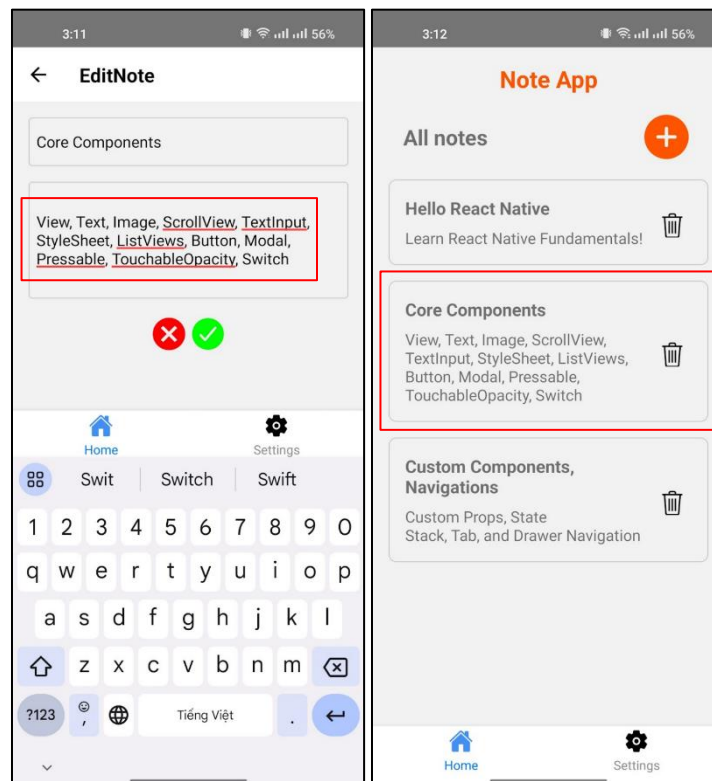 3:11
56%
EditNote
Core Components
View, Text, Image, ScrollView, TextInput,
StyleSheet, ListViews, Button, Modal,
Pressable, TouchableOpacity, Switch
Home
Settings
Swit
Switch
Swift
1 2 3 4 5 6 7 8 9 0
q w e r t y u i o p
a s d f g h j k l
z x c v b n m
?123 , Tiếng Việt .
3:12
56%
Note App
All notes
+
Hello React Native
Learn React Native Fundamentals!
Core Components
View, Text, Image, ScrollView,
TextInput, StyleSheet, ListViews,
Button, Modal, Pressable,
TouchableOpacity, Switch
Custom Components,
Navigations
Custom Props, State
Stack, Tab, and Drawer Navigation
Home
Settings